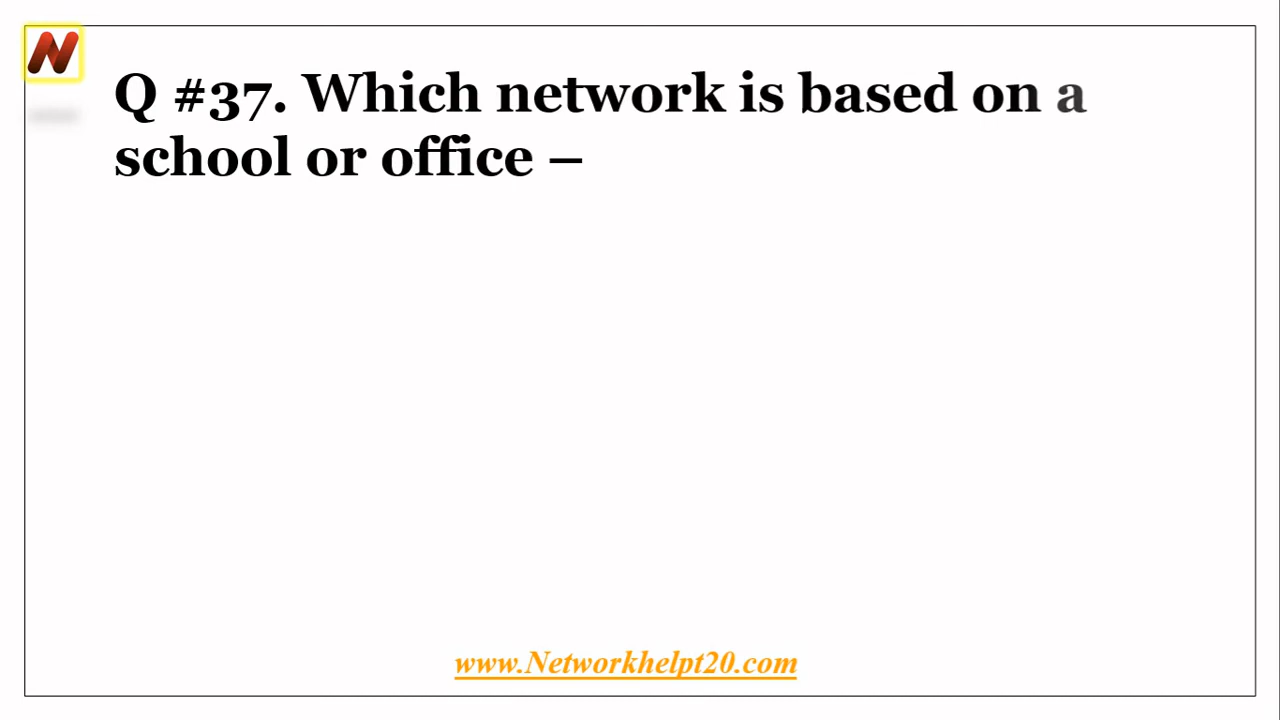 Q #37. Which network is based on a
school or office –
www.Networkhelpt20.com